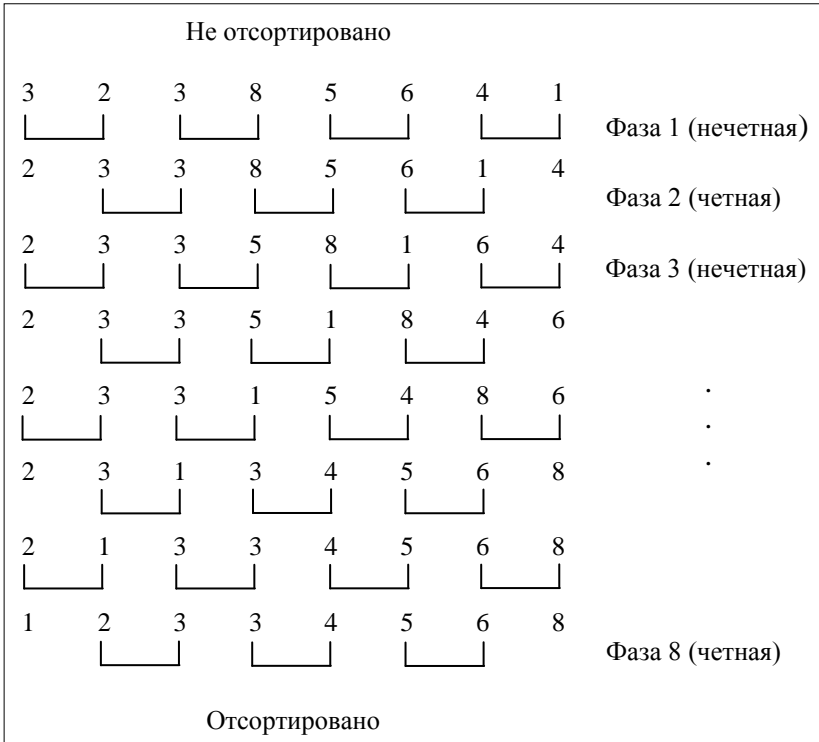 Не отсортировано
3 2 3 8 5 6 4 1
Фаза 1 (нечетная)
2 3 3 8 5 6 1 4
Фаза 2 (четная)
2 3 3 5 8 1 6 4
Фаза 3 (нечетная)
2 3 3 5 1 8 4 6
2 3 3 1 5 4 8 6
.
.
2 3 1 3 4 5 6 8
.
2 1 3 3 4 5 6 8
1 2 3 3 4 5 6 8
Фаза 8 (четная)
Отсортировано